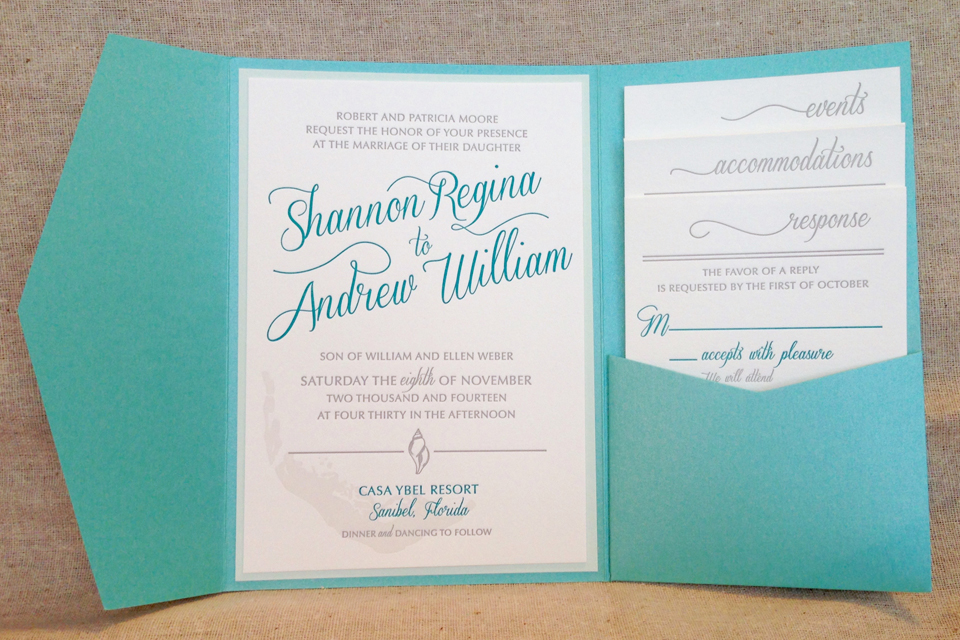 ROBERT AND PATRICIA MOORE
REQUEST THE HONOR OF YOUR PRESENCE
AT THE MARRIAGE OF THEIR DAUGHTER
Shannon Regina
to
Andrew William
SON OF WILLIAM AND ELLEN WEBER
SATURDAY THE eighth OF NOVEMBER
TWO THOUSAND AND FOURTEEN
AT FOUR THIRTY IN THE AFTERNOON
CASA YBEL RESORT
Sanibel, Florida
DINNER and DANCING TO FOLLOW
events
accommodations
response
THE FAVOR OF A REPLY
IS REQUESTED BY THE FIRST OF OCTOBER
M
accepts with pleasure
We will attend